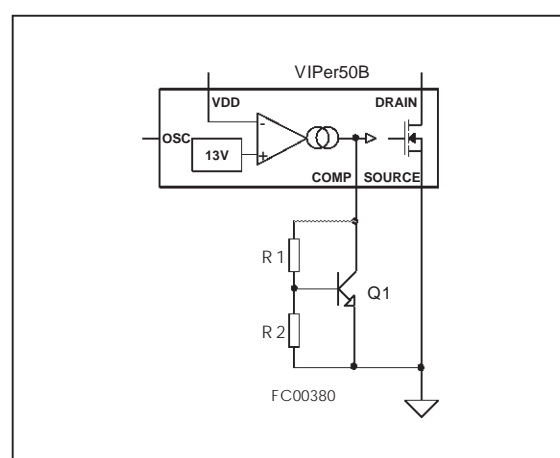 VIPer50B
VDD
DRAIN
OSC
-
13V
+
COMP
SOURCE
R1
Q1
R2
FC00380